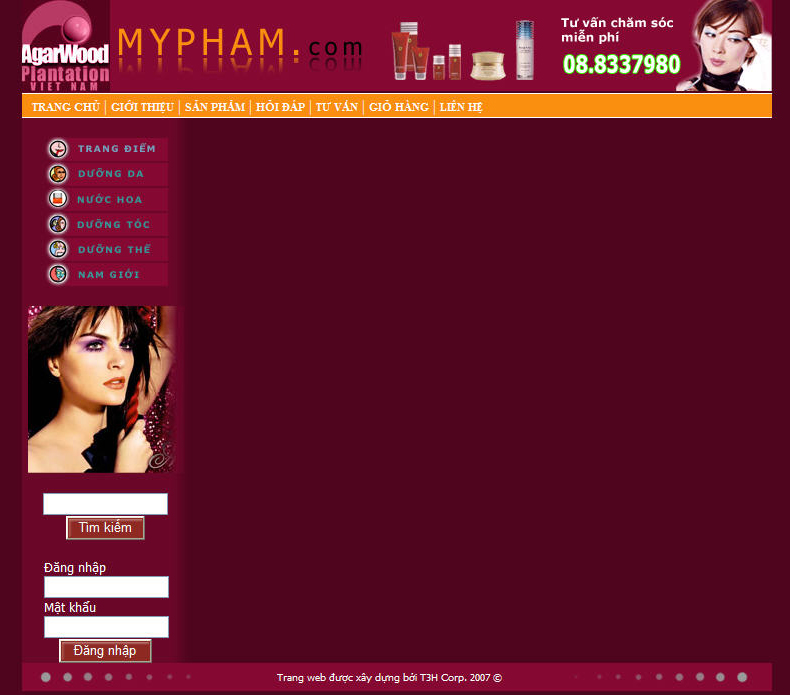 AgarWood
Plantation
VIET NAM
MYPHAM.com
Tư vấn chăm sóc
miễn phí
08.8337980
TRANG CHỦ | GIỚI THIỆU | SẢN PHẨM | HỎI ĐÁP | TƯ VẤN | GIỎ HÀNG | LIÊN HỆ
TRANG ĐIỂM
DƯỠNG DA
NƯỚC HOA
DƯỠNG TÓC
DƯỠNG THỂ
NAM GIỚI
Tìm kiếm
Đăng nhập
Mật khẩu
Đăng nhập
Trang web được xây dựng bởi T3H Corp. 2007 ©